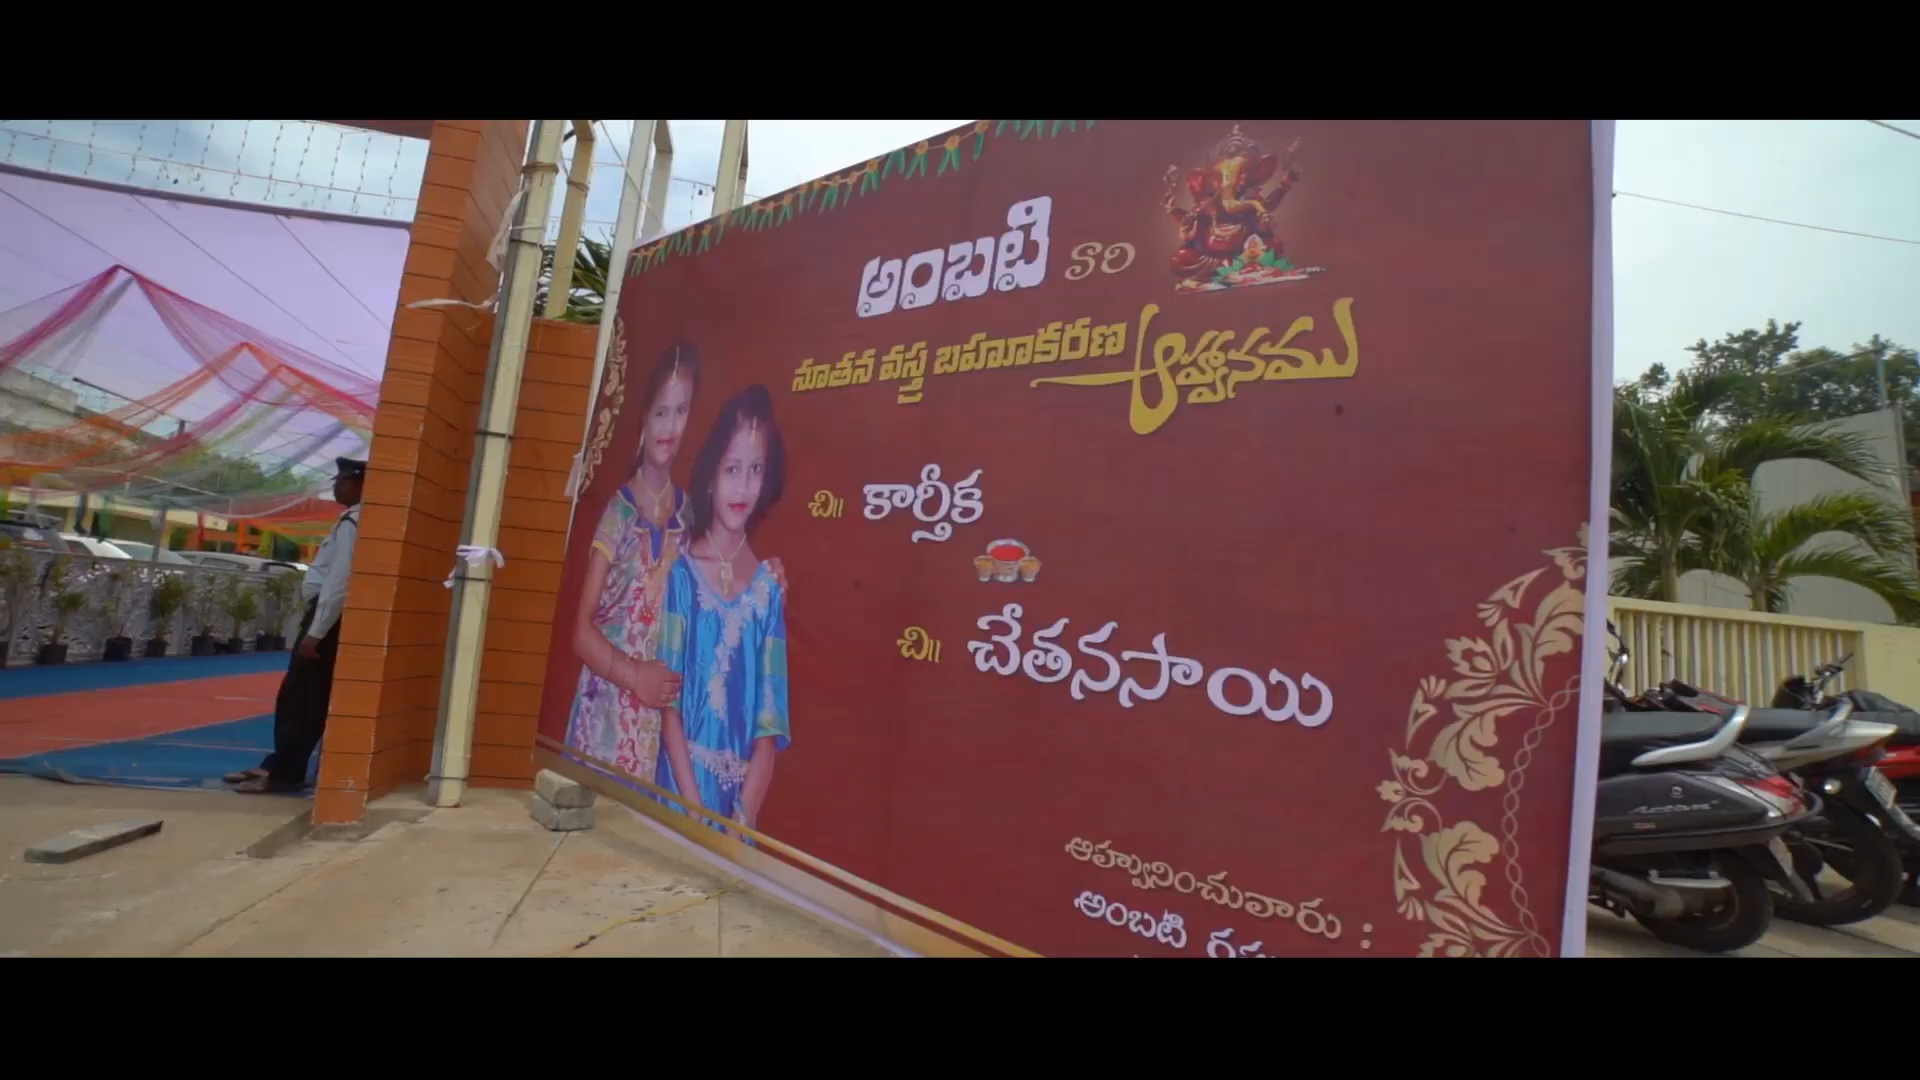 అంబటి వారి
నూతన వస్త్ర బహూకరణ ఆహ్వానము
చి॥ కార్తీక
చి॥ చేతనసాయి
ఆహ్వానించువారు :
అంబటి